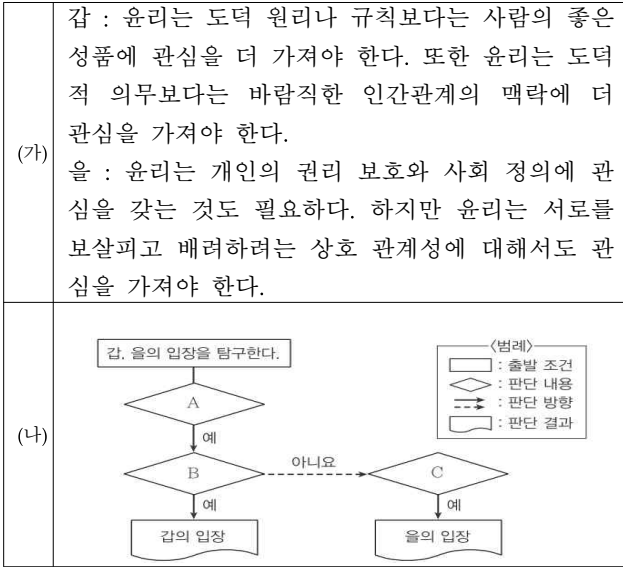 (가)
갑 : 윤리는 도덕 원리나 규칙보다는 사람의 좋은
성품에 관심을 더 가져야 한다. 또한 윤리는 도덕
적 의무보다는 바람직한 인간관계의 맥락에 더
관심을 가져야 한다.
을 : 윤리는 개인의 권리 보호와 사회 정의에 관
심을 갖는 것도 필요하다. 하지만 윤리는 서로를
보살피고 배려하려는 상호 관계성에 대해서도 관
심을 가져야 한다.
(나)
갑, 을의 입장을 탐구한다.
〈범례〉
: 출발 조건
: 판단 내용
: 판단 방향
: 판단 결과
A
예
B
아니요
C
예
예
갑의 입장
을의 입장